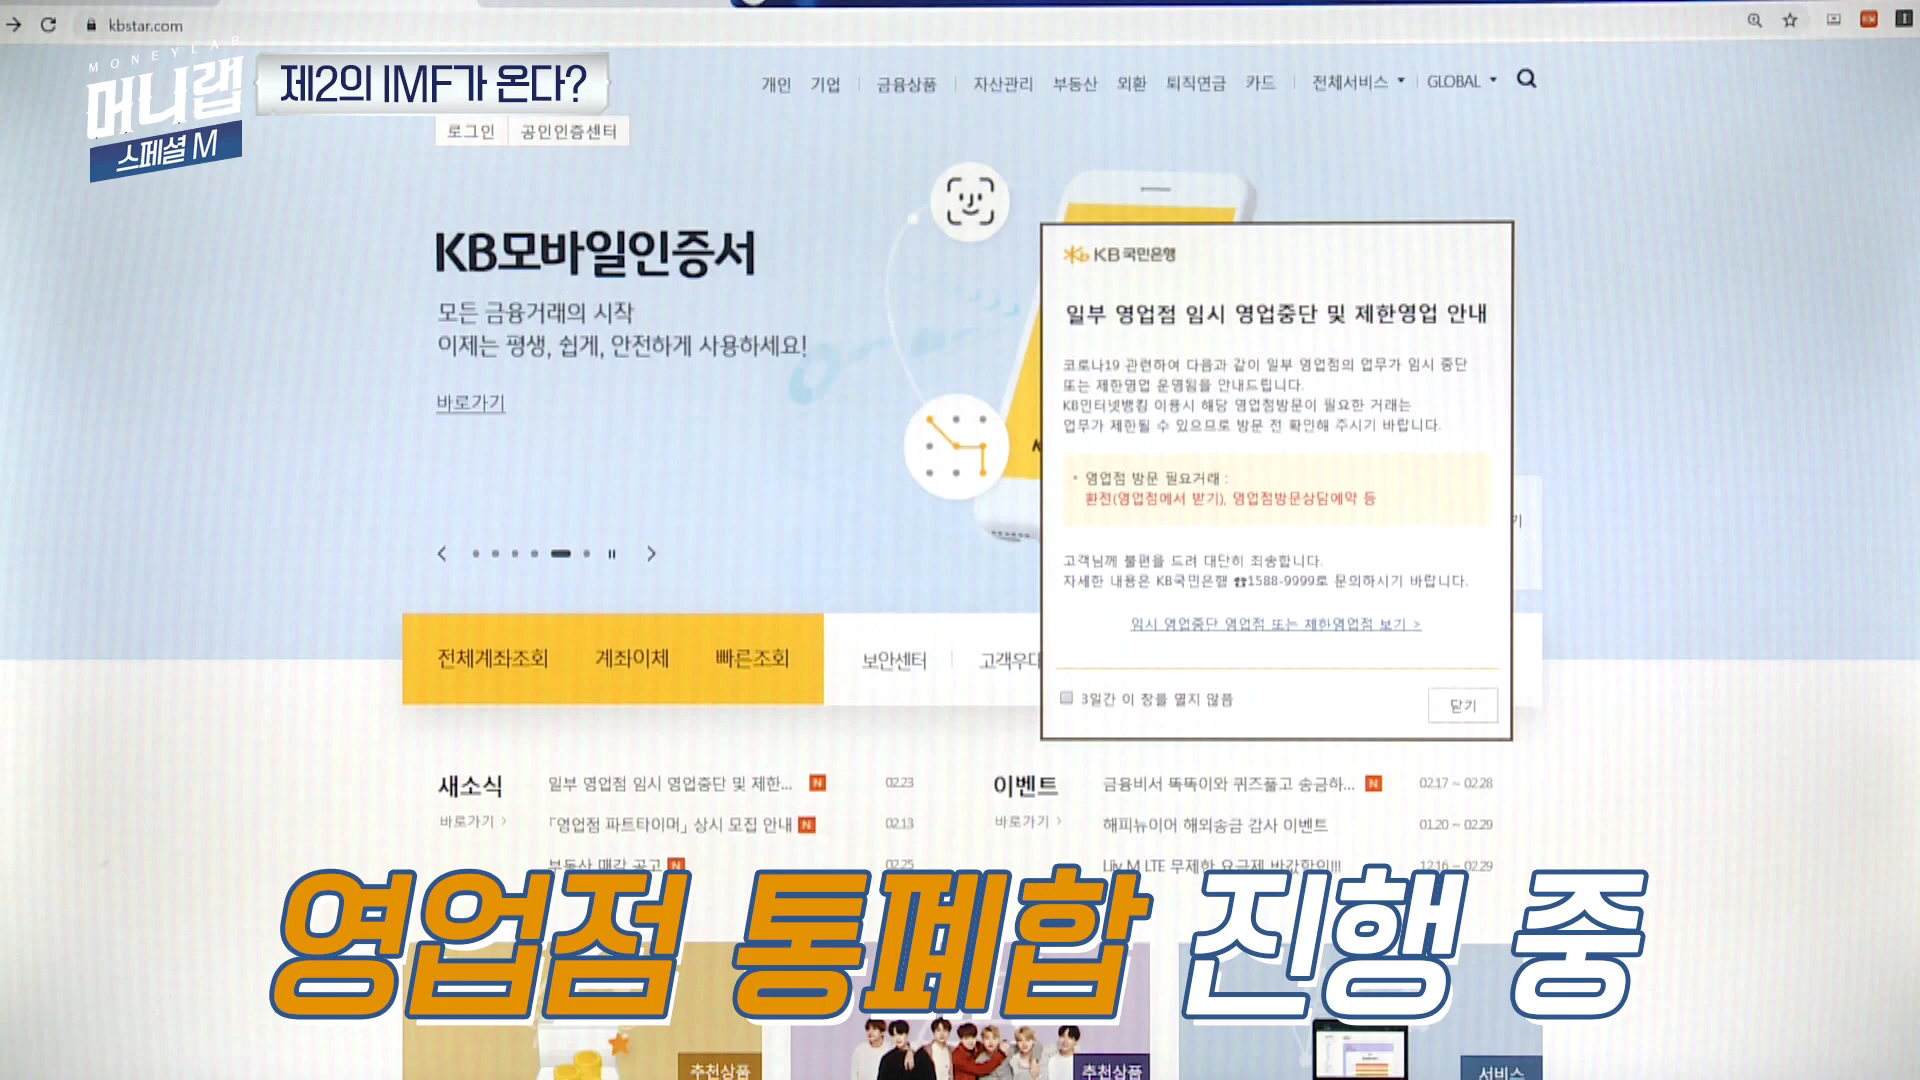 kbstar.com
MONEYLAB
머니랩
스페셜 M
제2의 IMF가 온다?
개인 기업 금융상품 자산관리 부동산 외환 퇴직연금 카드 전체서비스 GLOBAL
로그인 공인인증센터
KB모바일인증서
모든 금융거래의 시작
이제는 평생, 쉽게, 안전하게 사용하세요!
바로가기
KB국민은행
일부 영업점 임시 영업중단 및 제한영업 안내
코로나19 관련하여 다음과 같이 일부 영업점의 업무가 임시 중단
또는 제한영업 운영됨을 안내드립니다.
KB인터넷뱅킹 이용시 해당 영업점방문이 필요한 거래는
업무가 제한될 수 있으므로 방문 전 확인해 주시기 바랍니다.
영업점 방문 필요거래 :
환전(영업점에서 받기), 영업점방문상담예약 등
고객님께 불편을 드려 대단히 죄송합니다.
자세한 내용은 KB국민은행 ☎1588-9999로 문의하시기 바랍니다.
임시 영업중단 영업점 또는 제한영업점 보기 >
3일간 이 창을 열지 않음
닫기
전체계좌조회 계좌이체 빠른조회 보안센터 고객우대
새소식
바로가기 >
일부 영업점 임시 영업중단 및 제한... N 02.23
「영업점 파트타이머」 상시 모집 안내 N 02.13
부동산 매각 공고 N 02.25
이벤트
바로가기 >
금융비서 똑똑이와 퀴즈풀고 송금하... N 02.17 ~ 02.28
해피뉴이어 해외송금 감사 이벤트 01.20 ~ 02.29
Liiv M LTE 무제한 요금제 반값할인!!! 12.16 ~ 02.29
영업점 통폐합 진행 중
추천상품
추천상품
서비스